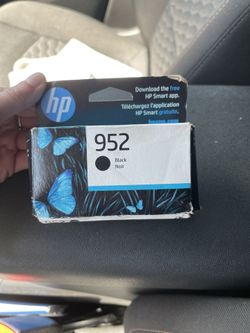 Download the free
HP Smart app.
Téléchargez l'application
HP Smart gratuite.
hp
952
Black
Noir